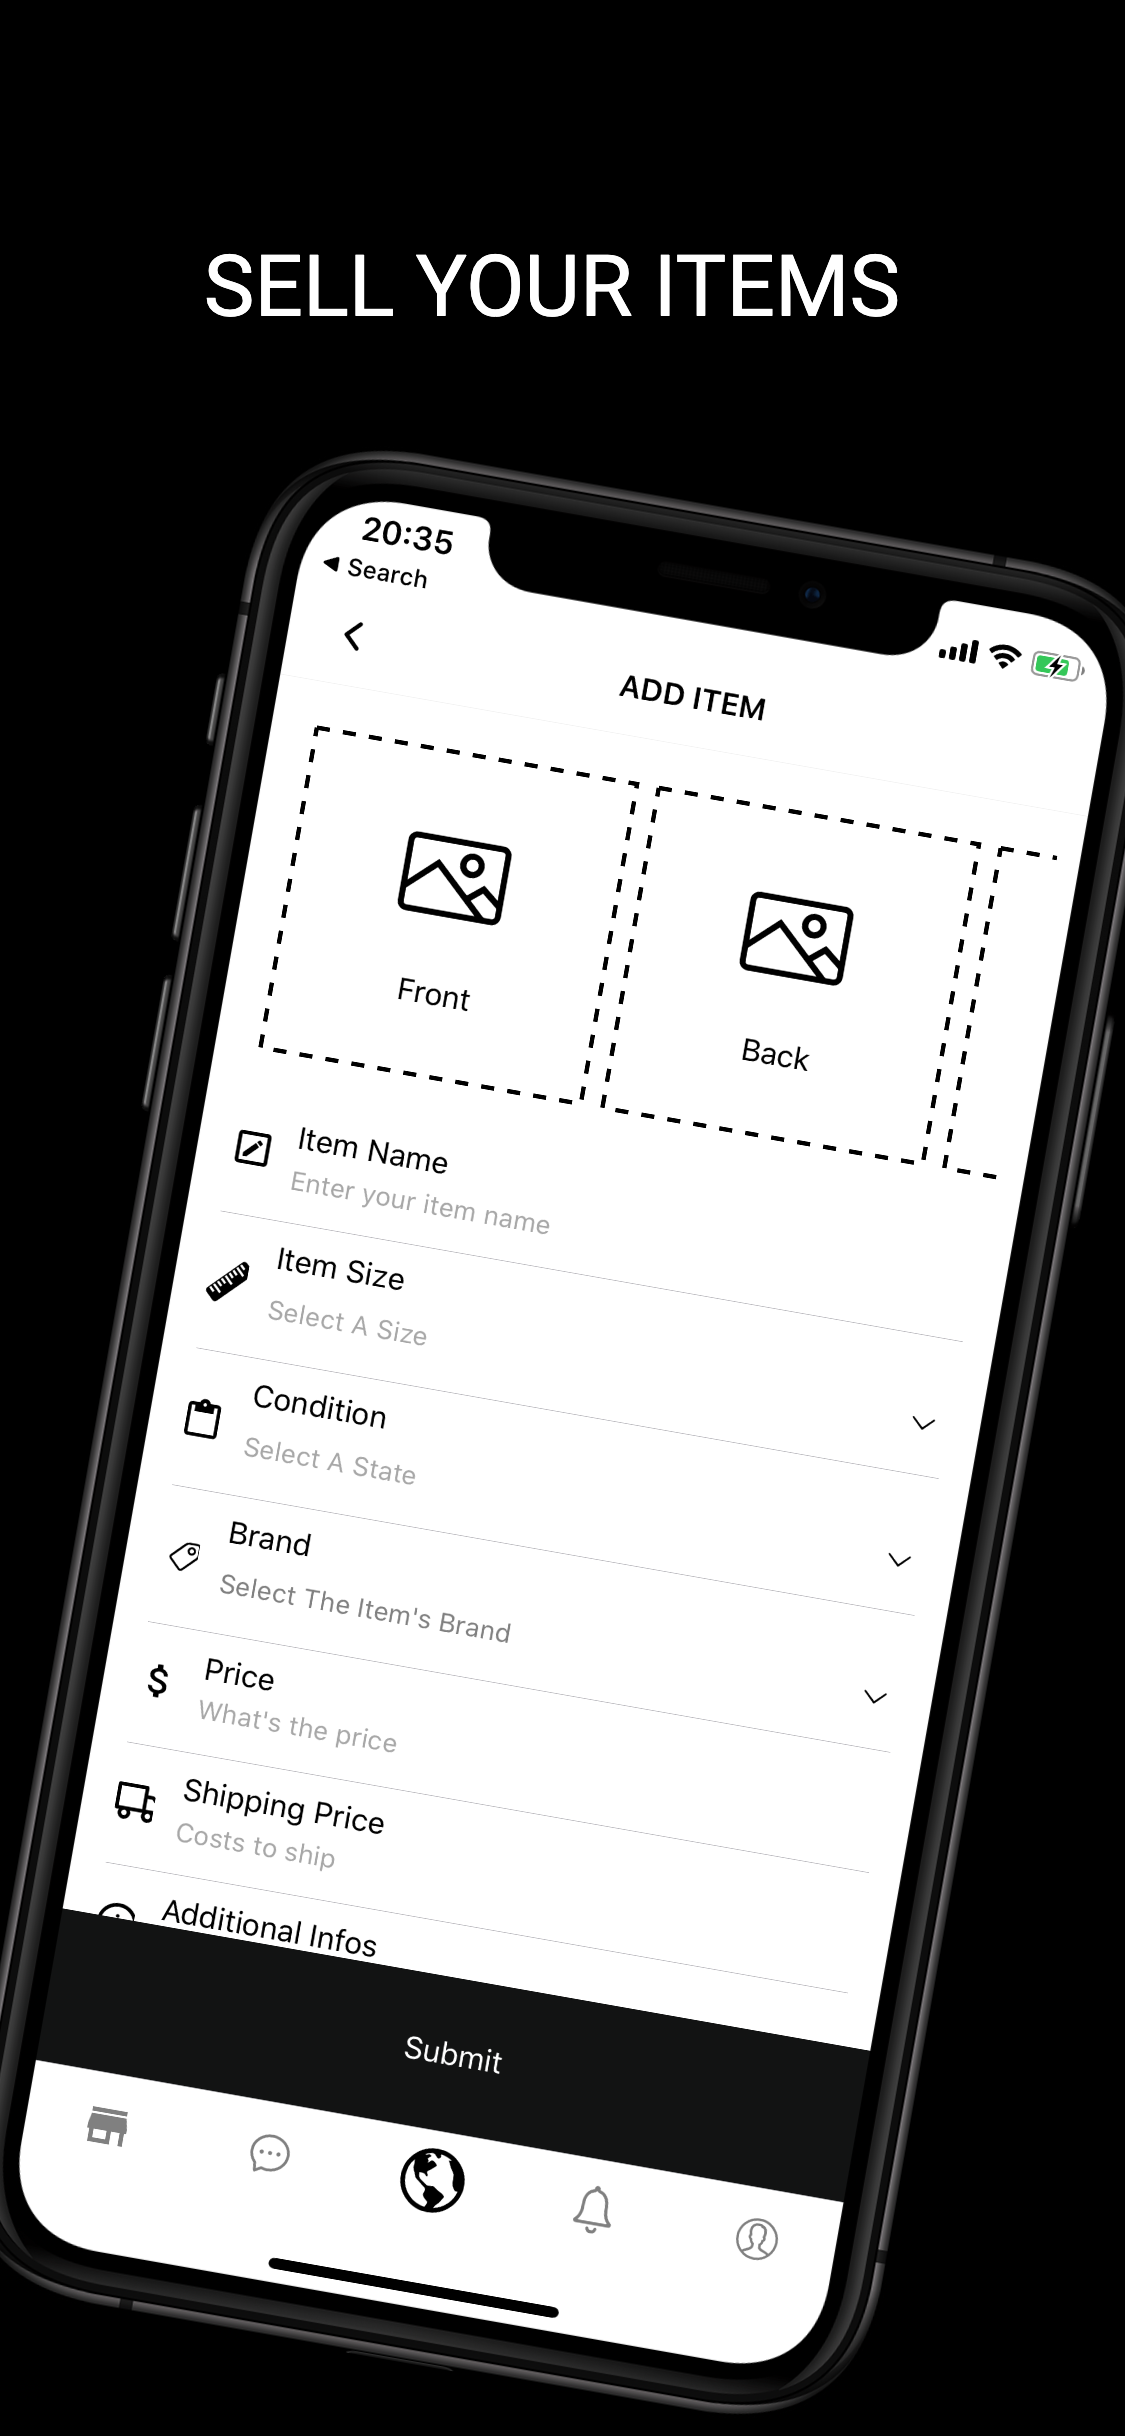 SELL YOUR ITEMS
20:35
◀ Search
ADD ITEM
Front
Back
Item Name
Enter your item name
Item Size
Select A Size
Condition
Select A State
Brand
Select The Item's Brand
$ Price
What's the price
Shipping Price
Costs to ship
Additional Infos
Submit